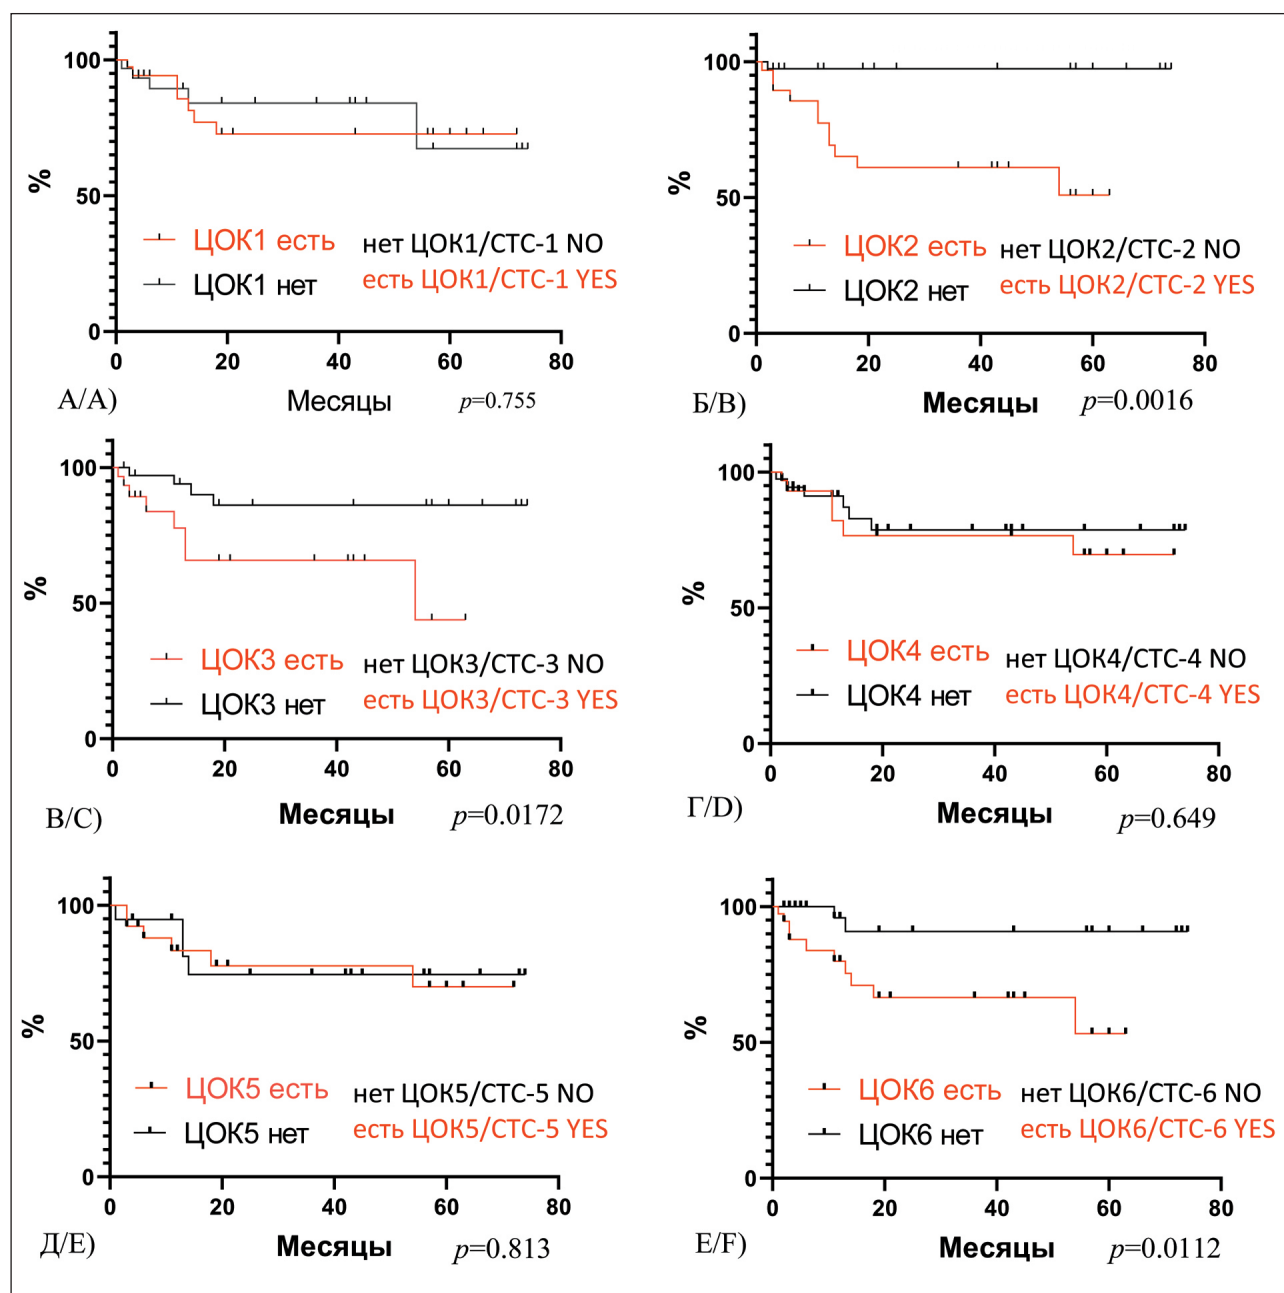 100
50
0
%
ЦОК1 есть
ЦОК1 нет
нет ЦОК1/CTC-1 NO
есть ЦОК1/CTC-1 YES
0 20 40 60 80
А/A)
Месяцы
p=0.755
100
50
0
%
ЦОК2 есть
ЦОК2 нет
нет ЦОК2/CTC-2 NO
есть ЦОК2/CTC-2 YES
0 20 40 60 80
Б/B)
Месяцы
p=0.0016
100
50
0
%
ЦОК3 есть
ЦОК3 нет
нет ЦОК3/CTC-3 NO
есть ЦОК3/CTC-3 YES
0 20 40 60 80
В/C)
Месяцы
p=0.0172
100
50
0
%
ЦОК4 есть
ЦОК4 нет
нет ЦОК4/CTC-4 NO
есть ЦОК4/CTC-4 YES
0 20 40 60 80
Г/D)
Месяцы
p=0.649
100
50
0
%
ЦОК5 есть
ЦОК5 нет
нет ЦОК5/CTC-5 NO
есть ЦОК5/CTC-5 YES
0 20 40 60 80
Д/E)
Месяцы
p=0.813
100
50
0
%
ЦОК6 есть
ЦОК6 нет
нет ЦОК6/CTC-6 NO
есть ЦОК6/CTC-6 YES
0 20 40 60 80
Е/F)
Месяцы
p=0.0112